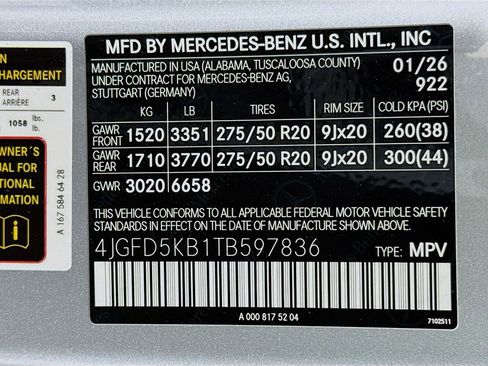 MFD BY MERCEDES-BENZ U.S. INTL., INC
MANUFACTURED IN USA (ALABAMA, TUSCALOOSA COUNTY) 01/26
UNDER CONTRACT FOR MERCEDES-BENZ AG, 922
STUTTGART (GERMANY)
KG LB TIRES RIM SIZE COLD KPA (PSI)
GAWR FRONT 1520 3351 275/50 R20 9Jx20 260(38)
GAWR REAR 1710 3770 275/50 R20 9Jx20 300(44)
GVWR 3020 6658
THIS VEHICLE CONFORMS TO ALL APPLICABLE FEDERAL MOTOR VEHICLE SAFETY
STANDARDS IN EFFECT ON THE DATE OF MANUFACTURE SHOWN ABOVE.
4JGFD5KB1TB597836 TYPE: MPV
A 000 817 52 04
7102511
ON
CHARGEMENT
REAR
ARRIÈRE 3
1058 lbs.
lb.
OWNER´S
UAL FOR
TIONAL
RMATION
A 167 584 64 28